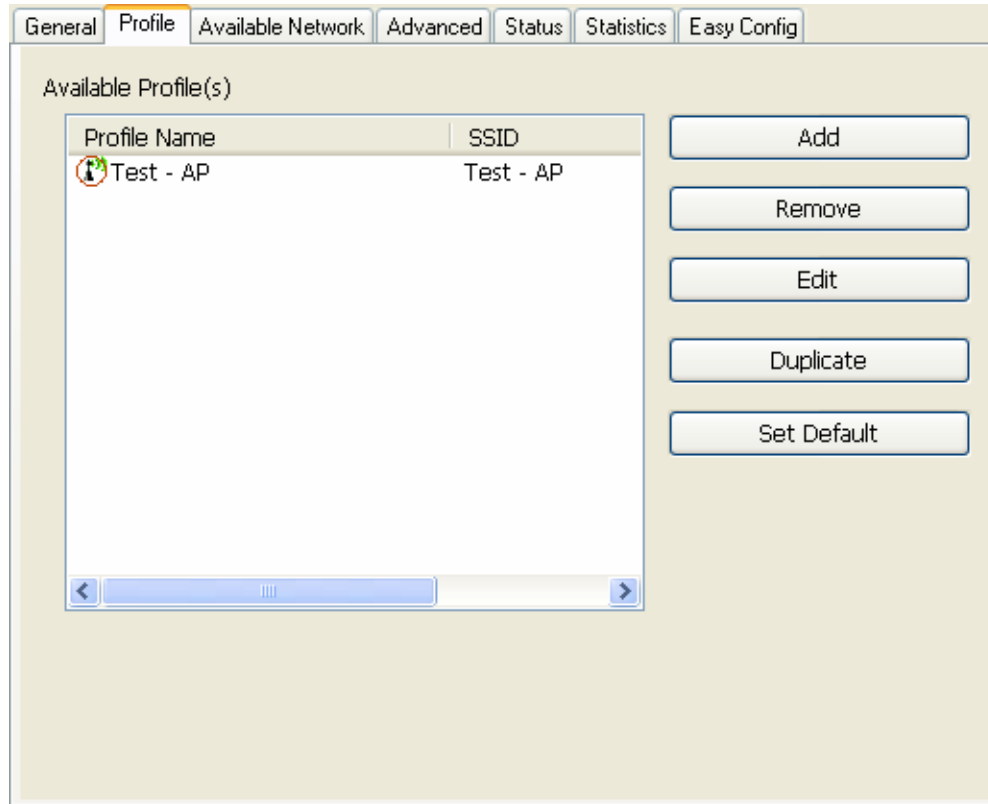 General Profile Available Network Advanced Status Statistics Easy Config
Available Profile(s)
Profile Name SSID
Test - AP Test - AP
Add
Remove
Edit
Duplicate
Set Default